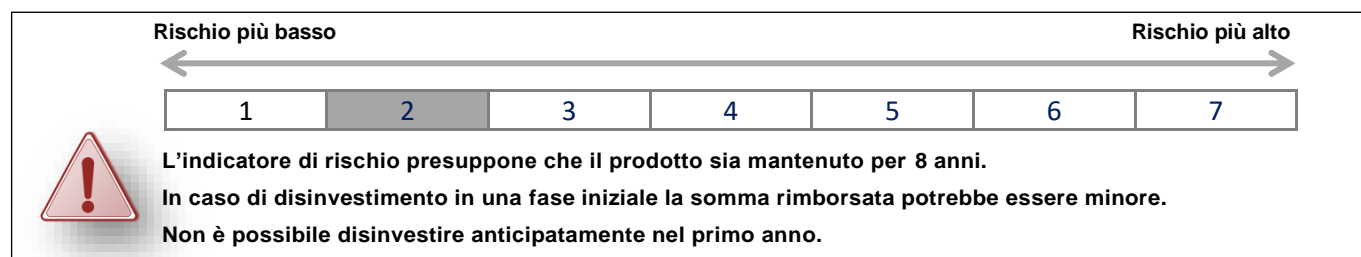 Rischio più basso Rischio più alto
1 2 3 4 5 6 7
L’indicatore di rischio presuppone che il prodotto sia mantenuto per 8 anni.
In caso di disinvestimento in una fase iniziale la somma rimborsata potrebbe essere minore.
Non è possibile disinvestire anticipatamente nel primo anno.